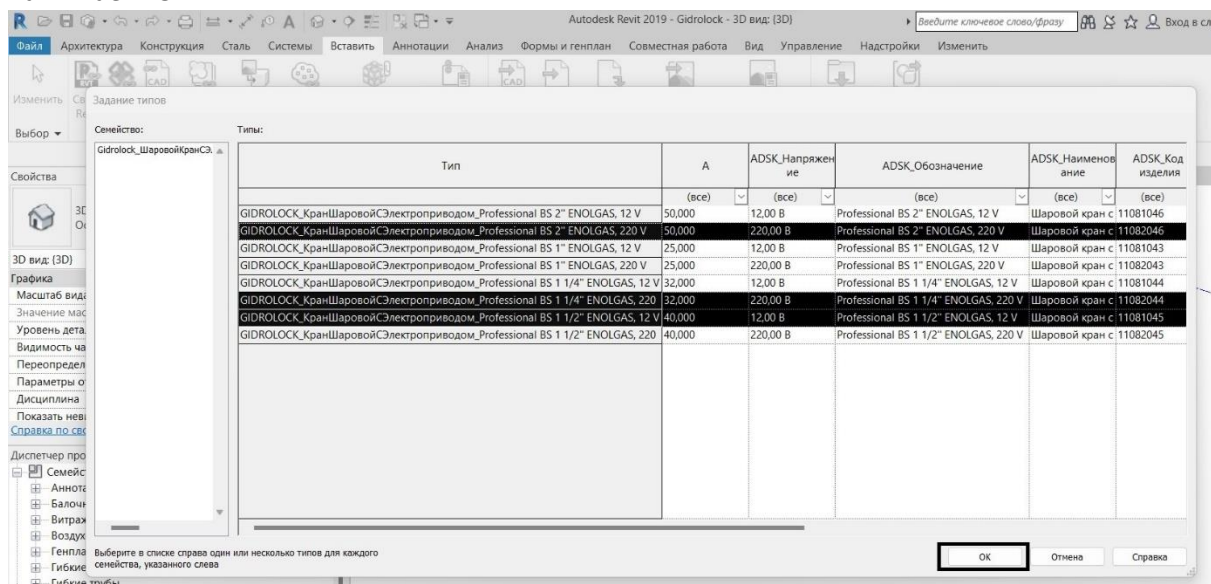 Autodesk Revit 2019 - Gidrolock - 3D вид: {3D}
Введите ключевое слово/фразу
Вход в сл
Файл Архитектура Конструкция Сталь Системы Вставить Аннотации Анализ Формы и генплан Совместная работа Вид Управление Надстройки Изменить
Изменить
Выбор
Задание типов
Семейство: Типы:
Gidrolock_ШаровойКранСЭ.
Тип A ADSK_Напряжение ADSK_Обозначение ADSK_Наименование ADSK_Код изделия
(все) (все) (все) (все) (все)
GIDROLOCK_КранШаровойСЭлектроприводом_Professional BS 2" ENOLGAS, 12 V 50,000 12,00 В Professional BS 2" ENOLGAS, 12 V Шаровой кран с 11081046
GIDROLOCK_КранШаровойСЭлектроприводом_Professional BS 2" ENOLGAS, 220 V 50,000 220,00 В Professional BS 2" ENOLGAS, 220 V Шаровой кран с 11082046
GIDROLOCK_КранШаровойСЭлектроприводом_Professional BS 1" ENOLGAS, 12 V 25,000 12,00 В Professional BS 1" ENOLGAS, 12 V Шаровой кран с 11081043
GIDROLOCK_КранШаровойСЭлектроприводом_Professional BS 1" ENOLGAS, 220 V 25,000 220,00 В Professional BS 1" ENOLGAS, 220 V Шаровой кран с 11082043
GIDROLOCK_КранШаровойСЭлектроприводом_Professional BS 1 1/4" ENOLGAS, 12 V 32,000 12,00 В Professional BS 1 1/4" ENOLGAS, 12 V Шаровой кран с 11081044
GIDROLOCK_КранШаровойСЭлектроприводом_Professional BS 1 1/4" ENOLGAS, 220 32,000 220,00 В Professional BS 1 1/4" ENOLGAS, 220 V Шаровой кран с 11082044
GIDROLOCK_КранШаровойСЭлектроприводом_Professional BS 1 1/2" ENOLGAS, 12 V 40,000 12,00 В Professional BS 1 1/2" ENOLGAS, 12 V Шаровой кран с 11081045
GIDROLOCK_КранШаровойСЭлектроприводом_Professional BS 1 1/2" ENOLGAS, 220 40,000 220,00 В Professional BS 1 1/2" ENOLGAS, 220 V Шаровой кран с 11082045
Свойства
3D вид: {3D}
Графика
Масштаб вида
Значение мас
Уровень дета
Видимость ча
Переопредел
Параметры о
Дисциплина
Показать неви
Справка по сво
Диспетчер про
Семейс
Аннота
Балочн
Витраж
Воздух
Генпла
Гибкие
Гибкие трубы
Выберите в списке справа один или несколько типов для каждого
семейства, указанного слева
OK Отмена Справка